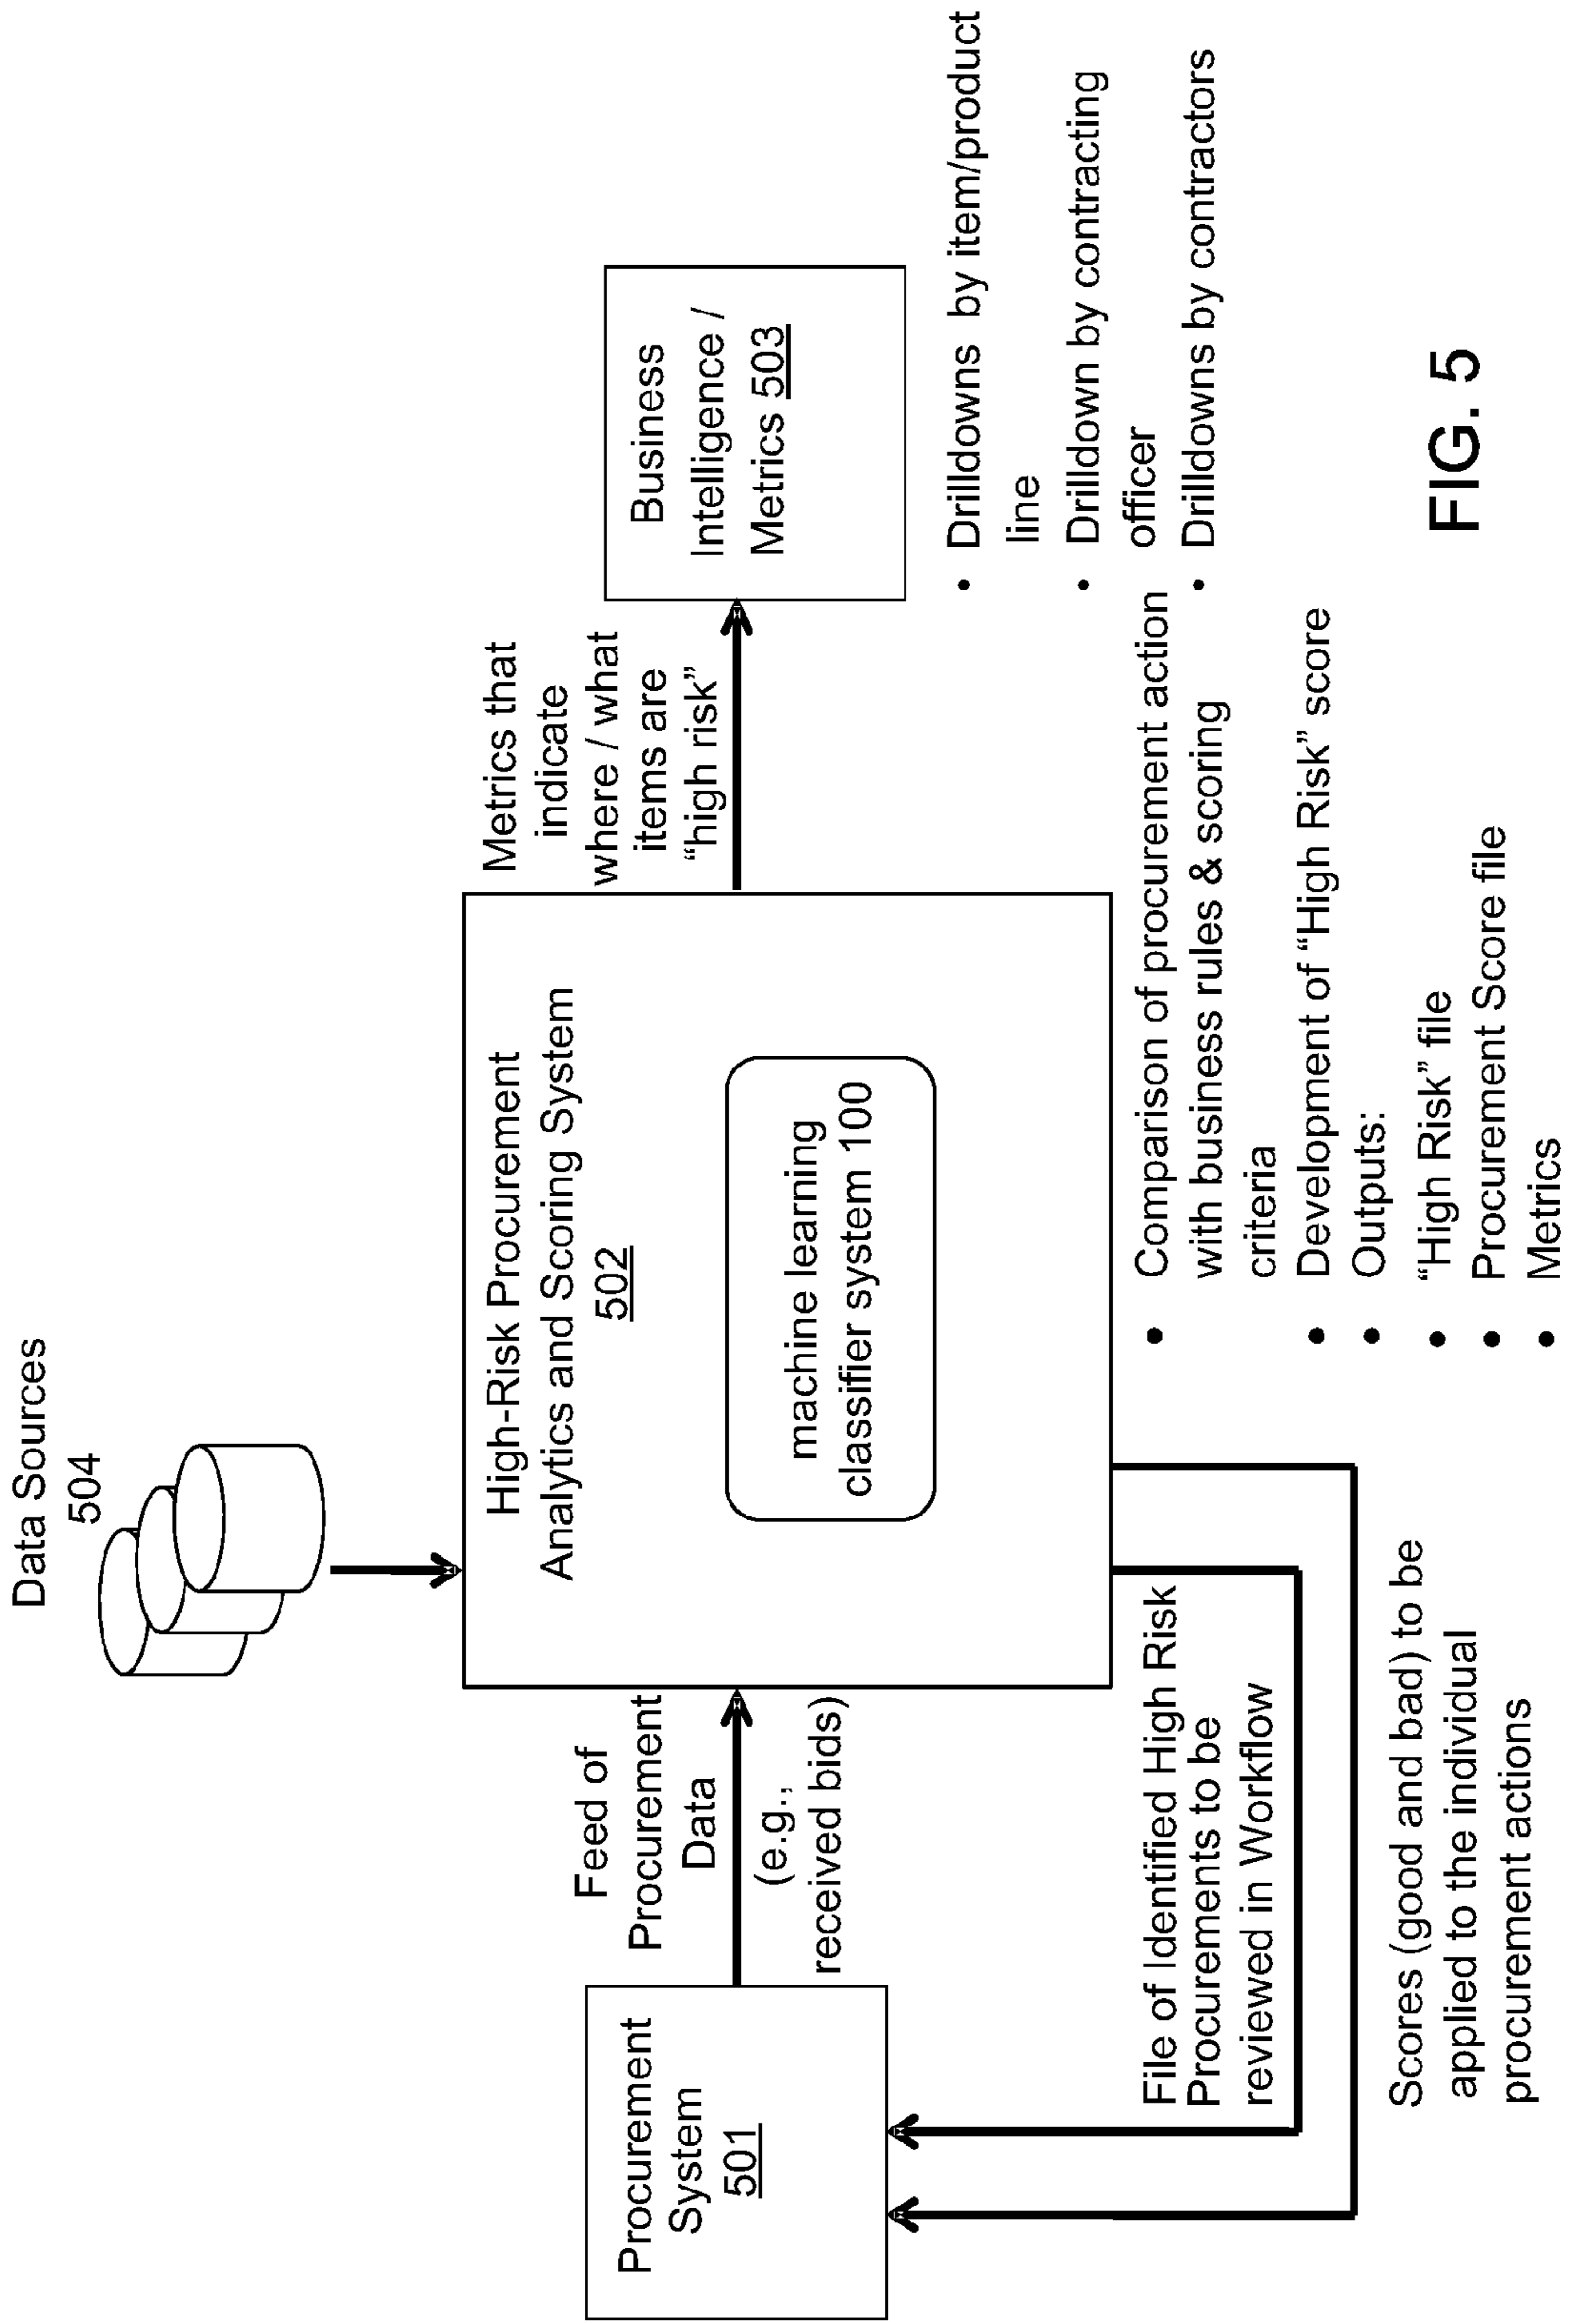 Data Sources
504
High-Risk Procurement
Analytics and Scoring System
502
machine learning
classifier system 100
Procurement
System
501
Feed of
Procurement
Data
(e.g.,
received bids)
Metrics that
indicate
where / what
items are
“high risk”
Business
Intelligence /
Metrics 503
• Drilldowns by item/product
line
• Drilldown by contracting
officer
• Drilldowns by contractors
File of Identified High Risk
Procurements to be
reviewed in Workflow
Scores (good and bad) to be
applied to the individual
procurement actions
• Comparison of procurement action
with business rules & scoring
criteria
• Development of “High Risk” score
• Outputs:
• “High Risk” file
• Procurement Score file
• Metrics
FIG. 5